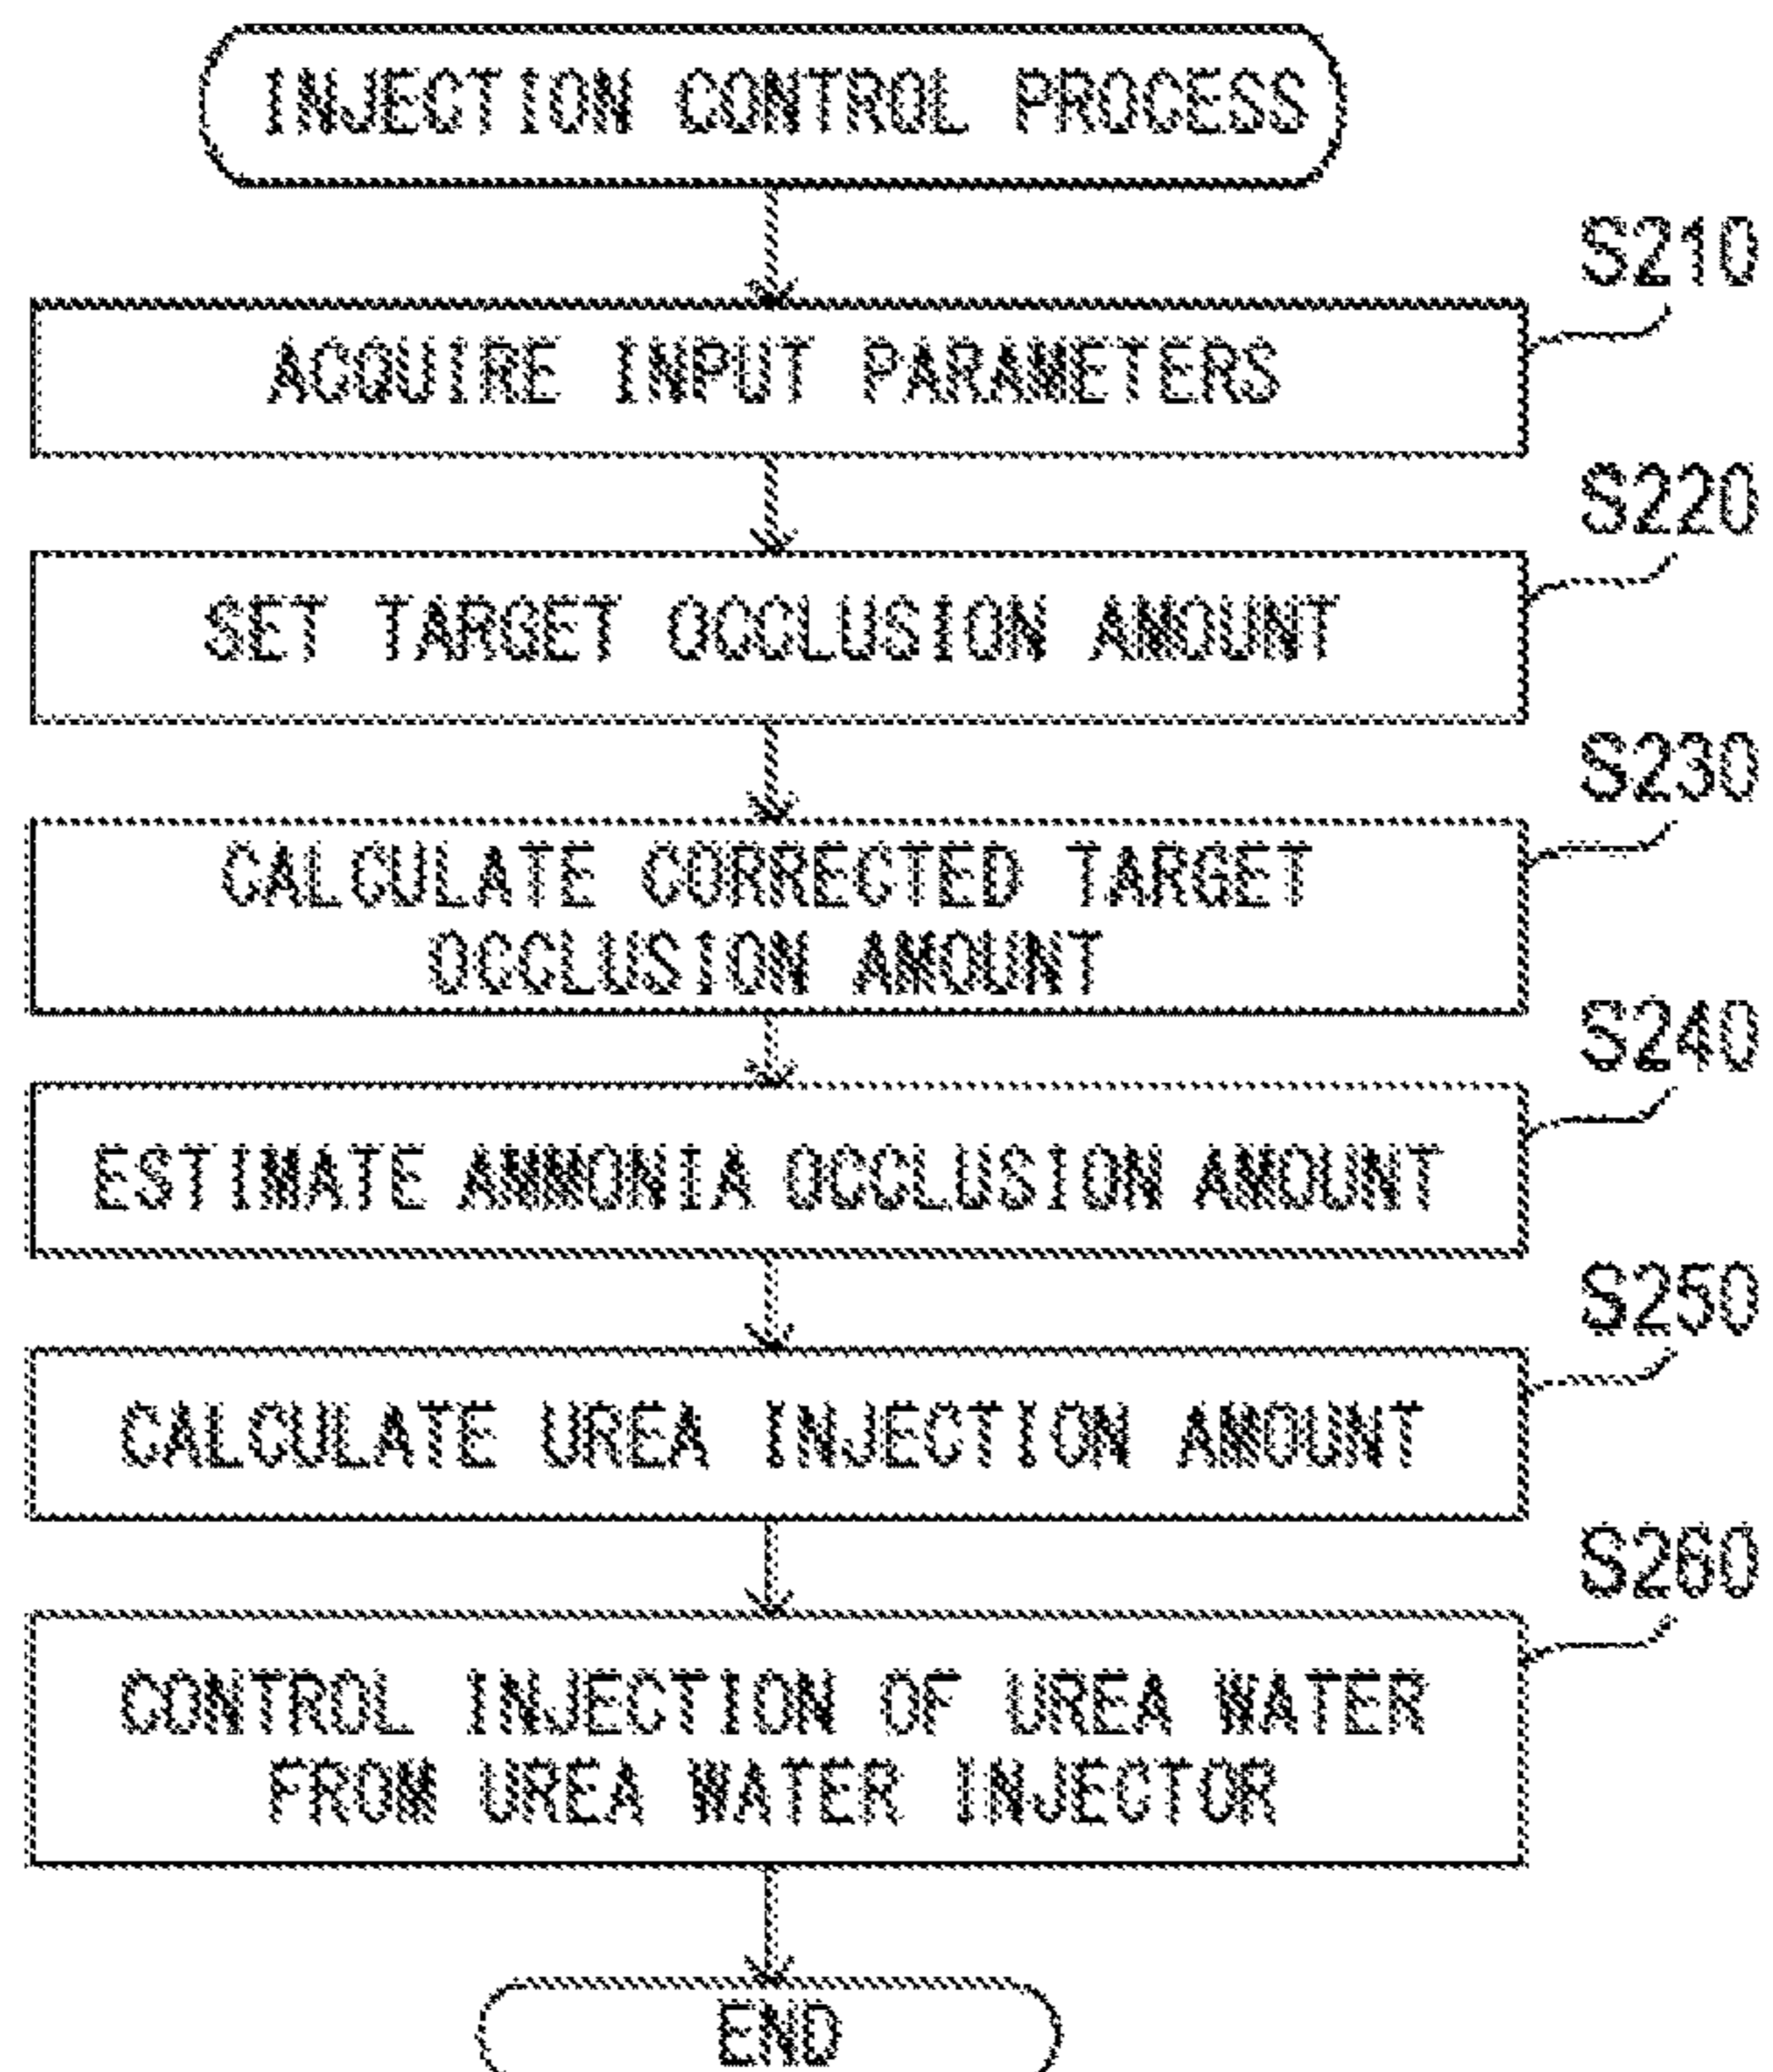 INJECTION CONTROL PROCESS
S210
ACQUIRE INPUT PARAMETERS
S220
SET TARGET OCCLUSION AMOUNT
S230
CALCULATE CORRECTED TARGET
OCCLUSION AMOUNT
S240
ESTIMATE AMMONIA OCCLUSION AMOUNT
S250
CALCULATE UREA INJECTION AMOUNT
S260
CONTROL INJECTION OF UREA WATER
FROM UREA WATER INJECTOR
END